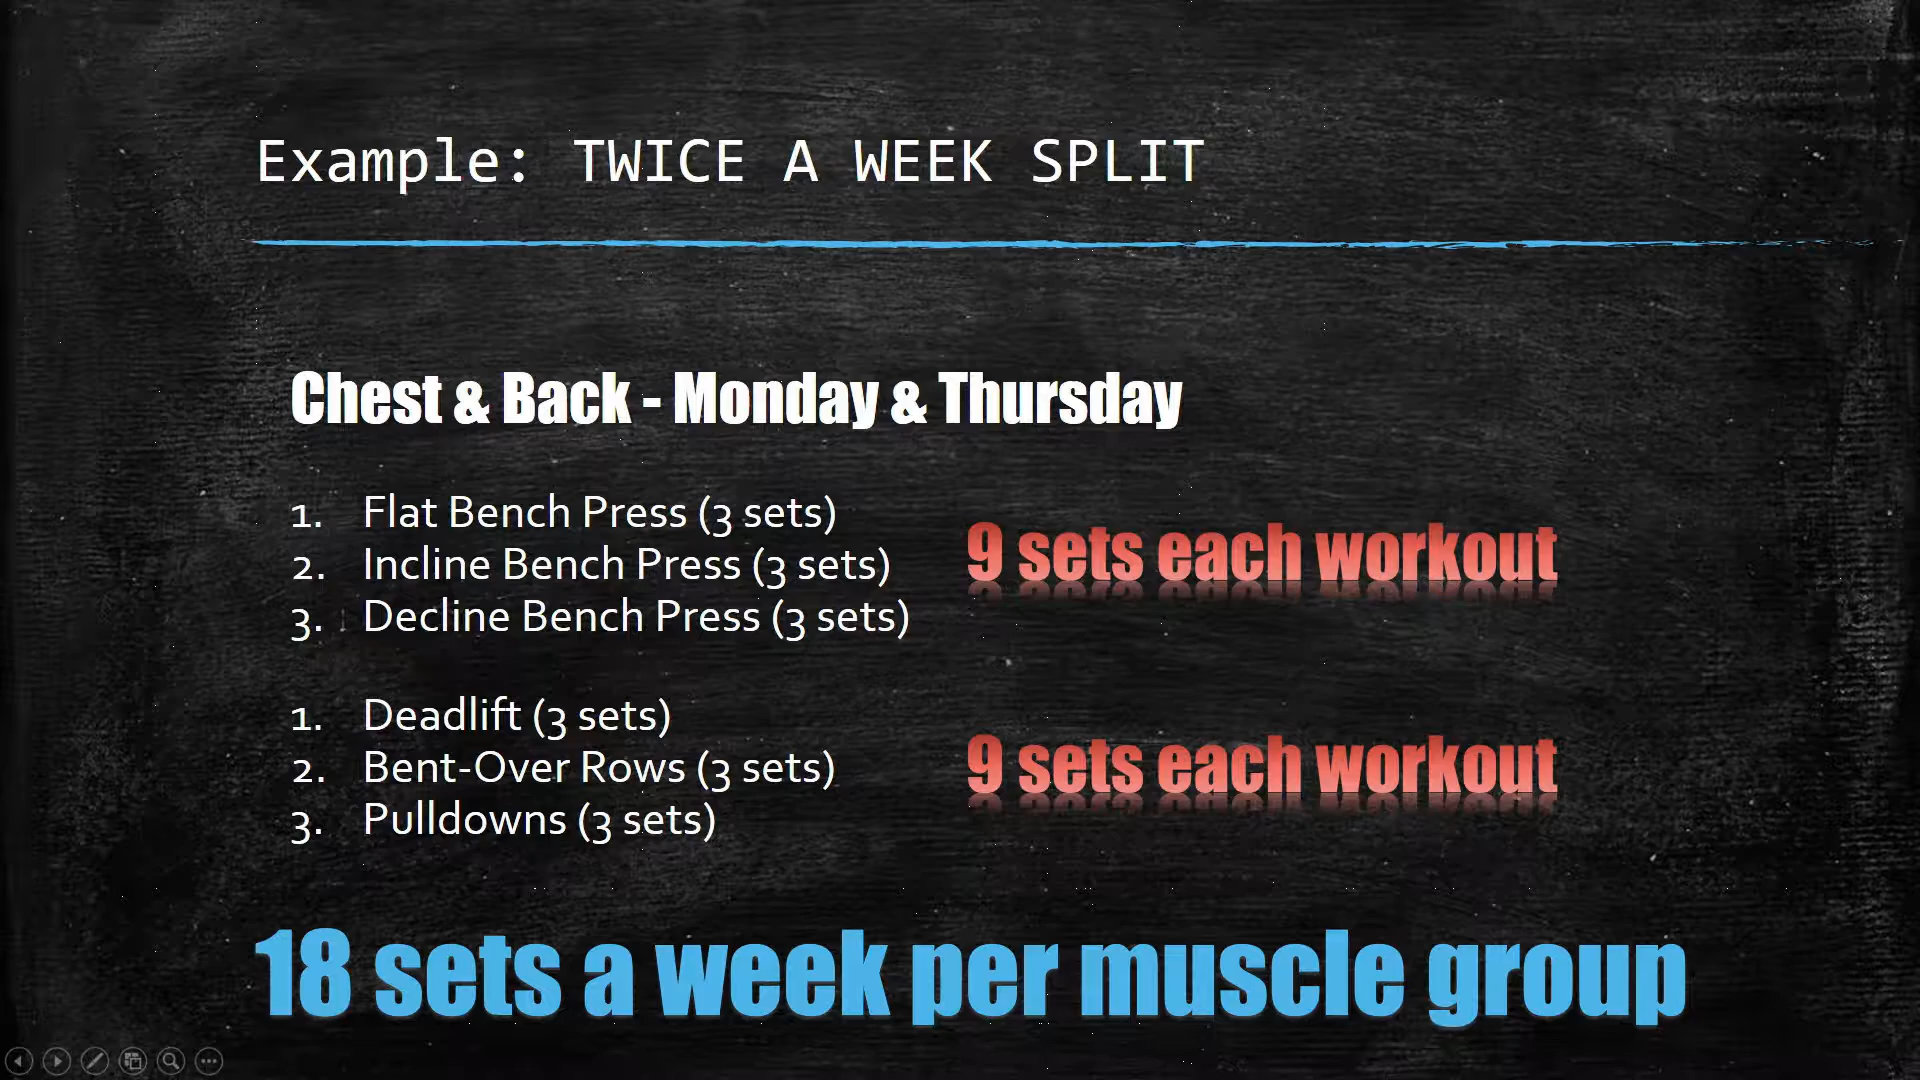 Example: TWICE A WEEK SPLIT
Chest & Back - Monday & Thursday
1. Flat Bench Press (3 sets)
2. Incline Bench Press (3 sets)
3. Decline Bench Press (3 sets)
9 sets each workout
1. Deadlift (3 sets)
2. Bent-Over Rows (3 sets)
3. Pulldowns (3 sets)
9 sets each workout
18 sets a week per muscle group